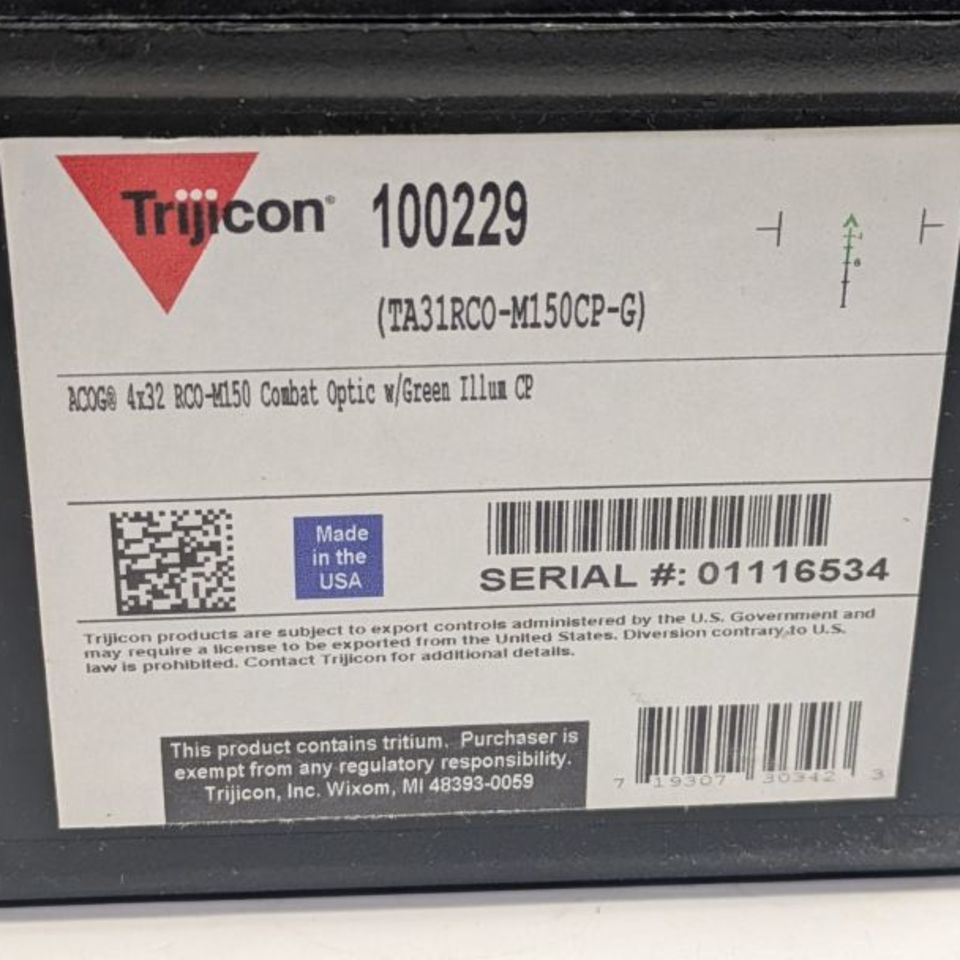 Trijicon® 100229
(TA31RCO-M150CP-G)
ACOG® 4x32 RCO-M150 Combat Optic w/Green Illum CP
Made
in the
USA
SERIAL #: 01116534
Trijicon products are subject to export controls administered by the U.S. Government and
may require a license to be exported from the United States. Diversion contrary to U.S.
law is prohibited. Contact Trijicon for additional details.
This product contains tritium. Purchaser is
exempt from any regulatory responsibility.
Trijicon, Inc. Wixom, MI 48393-0059
7 19307 30342 3